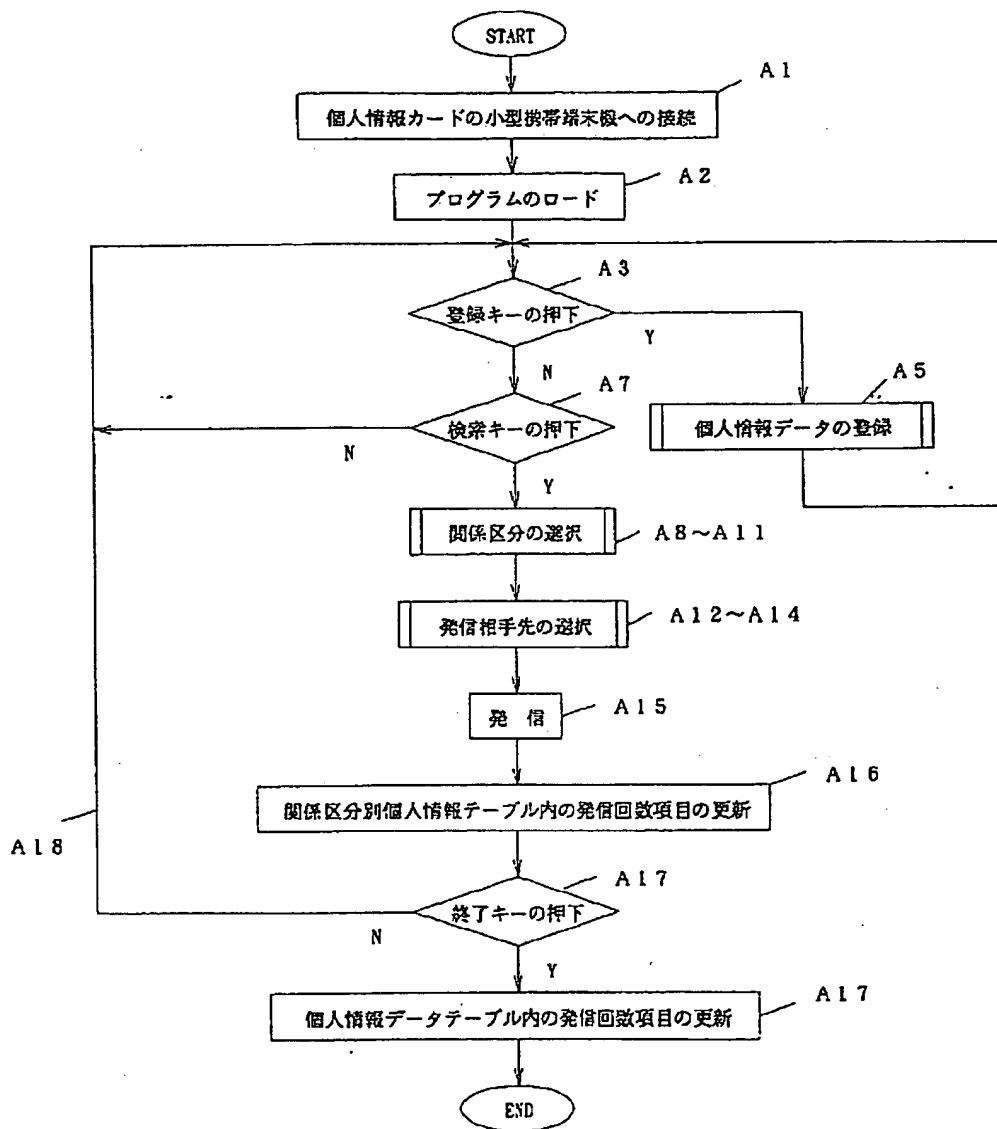 START
A1
個人情報カードの小型携帯端末機への接続
A2
プログラムのロード
A3
登録キーの押下
Y
N
A7
A5
検索キーの押下
個人情報データの登録
N
Y
関係区分の選択
A8～A11
発信相手先の選択
A12～A14
発 信
A15
A16
関係区分別個人情報テーブル内の発信回数項目の更新
A18
A17
終了キーの押下
N
Y
A17
個人情報データテーブル内の発信回数項目の更新
END